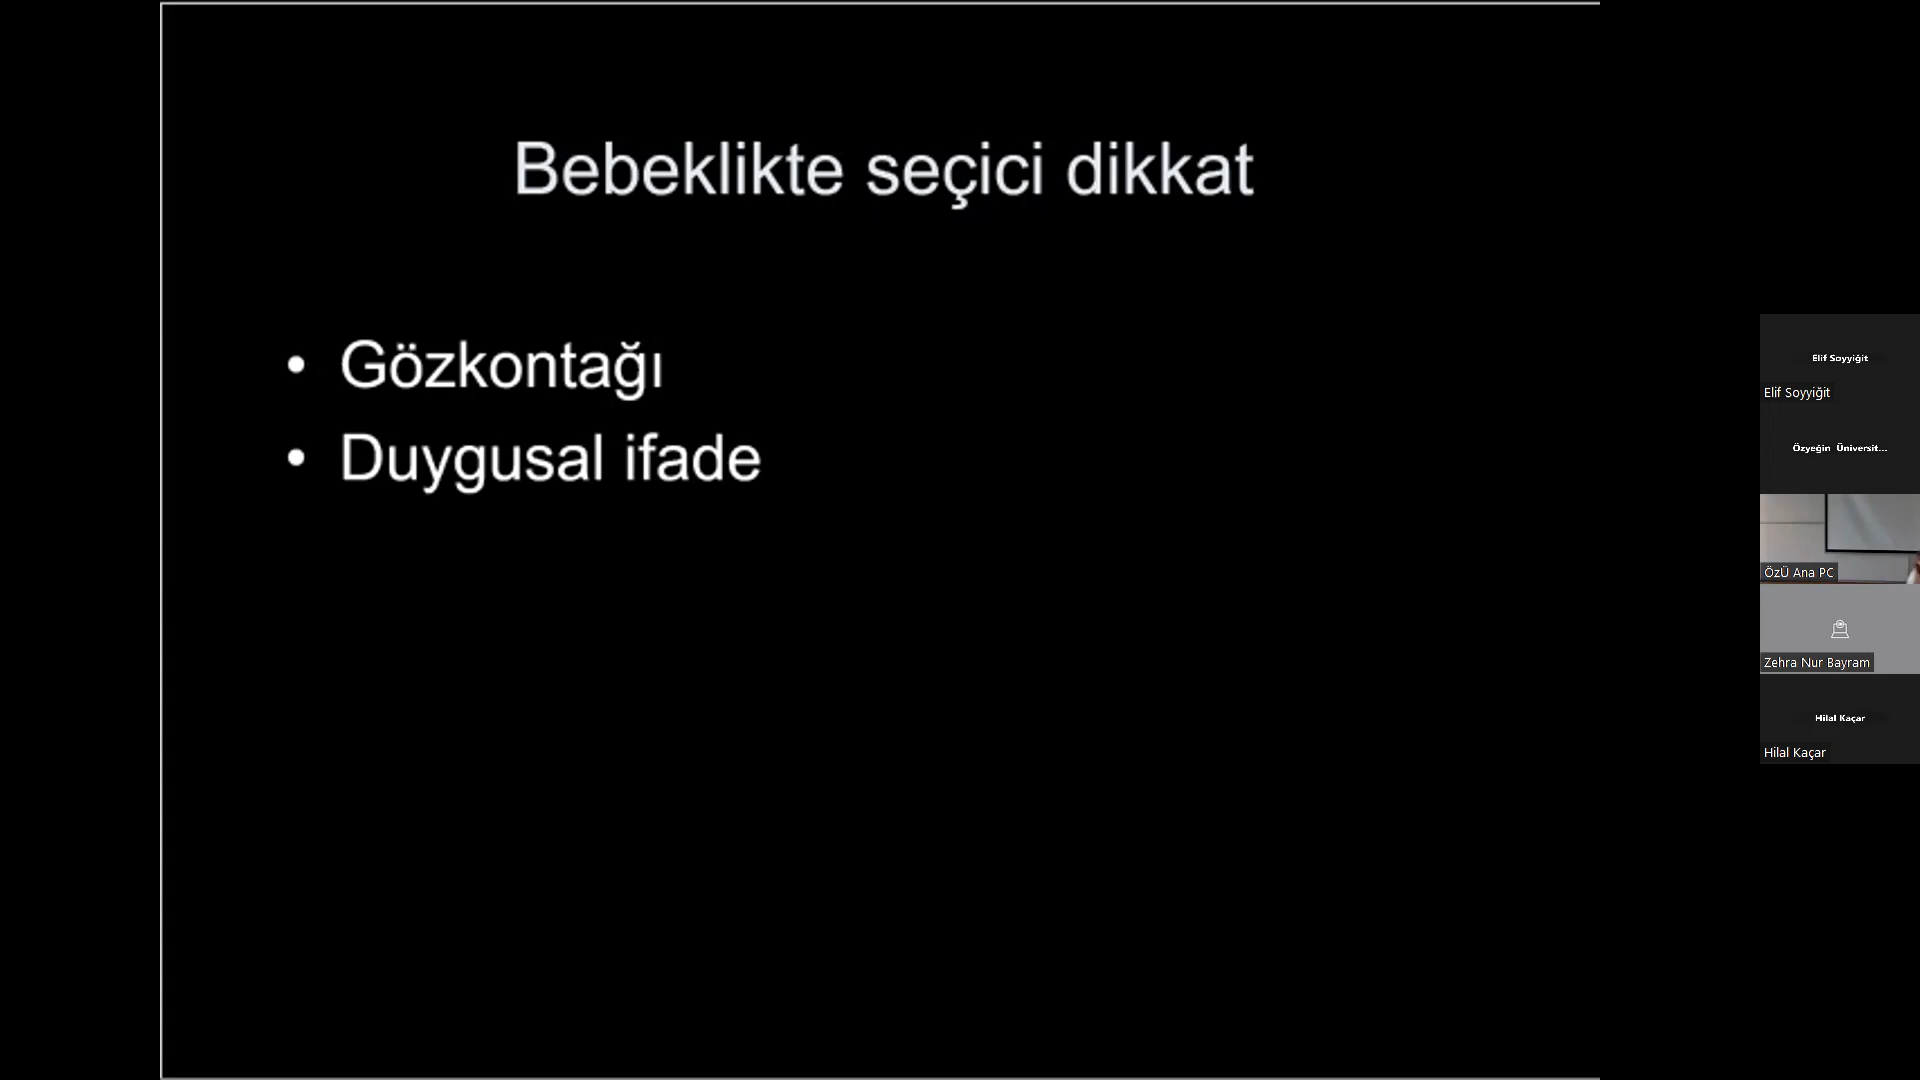 Bebeklikte seçici dikkat
• Gözkontağı
• Duygusal ifade
Elif Soyyiğit
Elif Soyyiğit
Özyeğin Üniversit...
ÖzÜ Ana PC
Zehra Nur Bayram
Hilal Kaçar
Hilal Kaçar